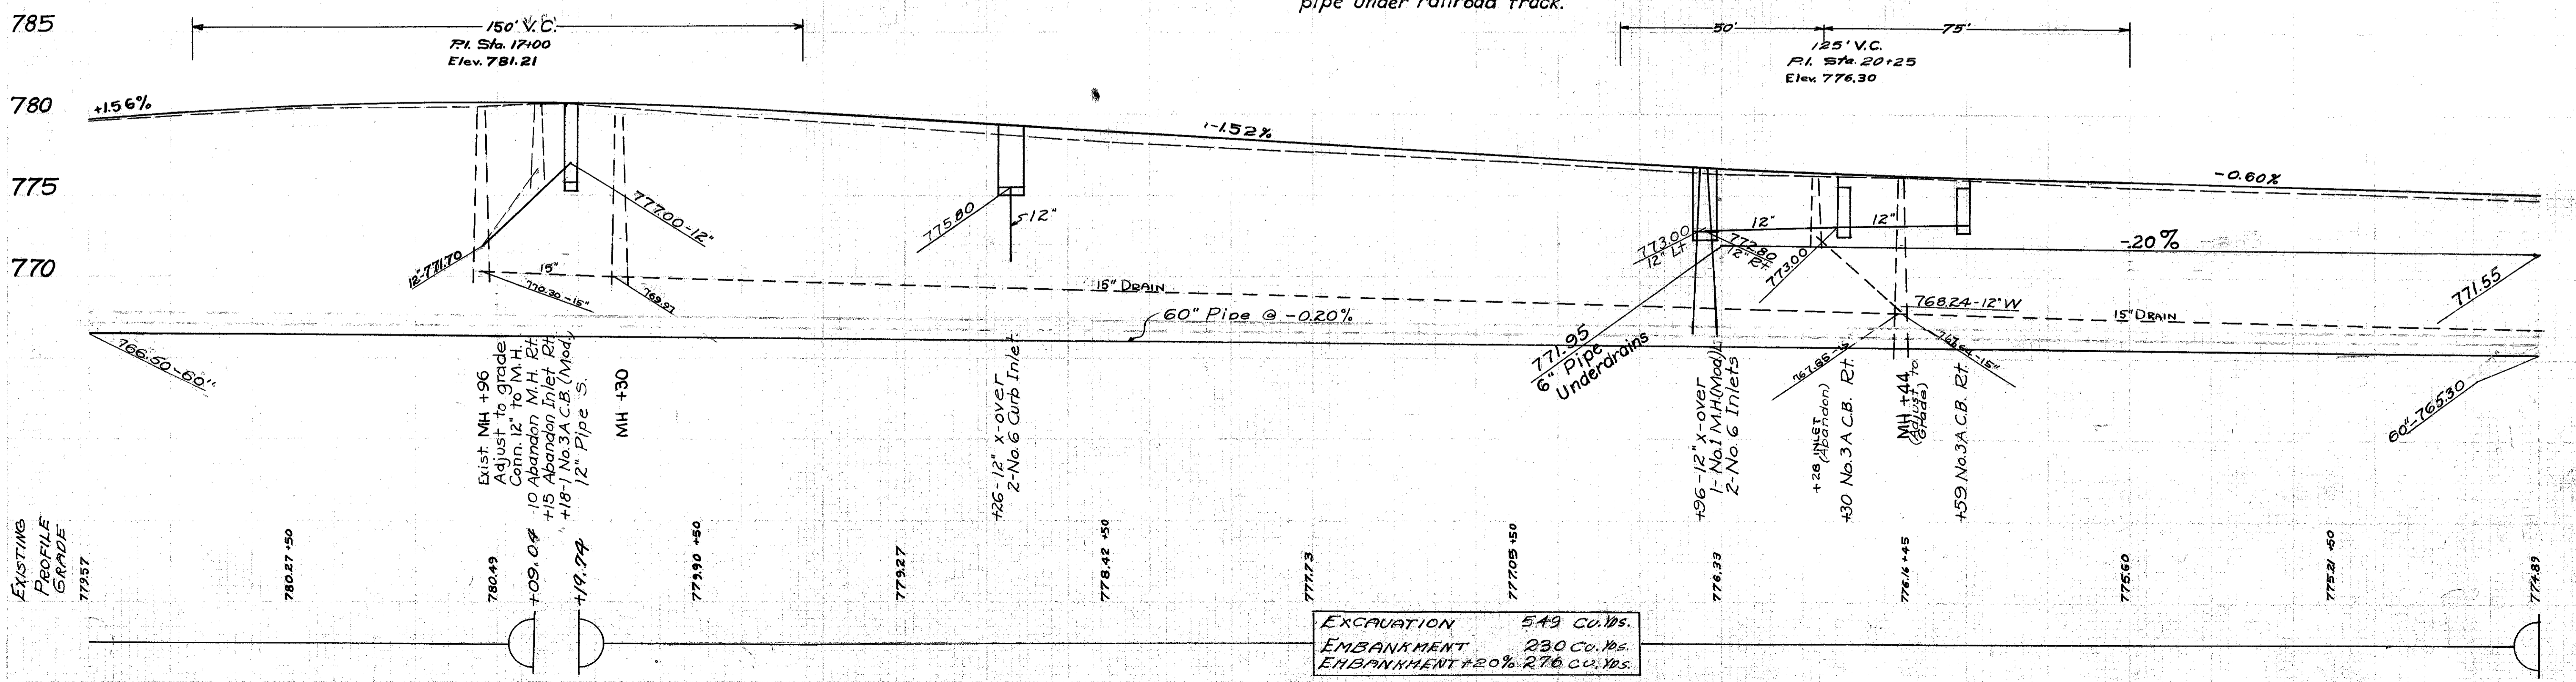 pipe under railroad track.
785
150' V.C.
P.I. Sta. 17+00
Elev. 781.21
50'
75'
125' V.C.
P.I. Sta. 20+25
Elev. 776.30
780
+1.56%
-1.52%
-0.60%
775
777.00-12"
775.80
12"
773.00
12" Lt.
772.80
12" Rt.
12"
12"
773.00
-.20%
770
12"-771.70
15"
770.30-15"
769.97
15" DRAIN
60" Pipe @ -0.20%
771.95
6" Pipe
Underdrains
768.24-12"W
15" DRAIN
771.55
766.50-60"
767.64-15"
60"-765.30
Exist. MH +96
Adjust to grade
Conn. 12" to M.H.
-10 Abandon M.H. Rt.
+15 Abandon Inlet Rt.
+18-1 No.3A C.B. (Mod.)
12" Pipe S.
MH +30
+26-12" x-over
2-No.6 Curb Inlet
+96-12" x-over
1-No.1 M.H.(Mod)
2-No.6 Inlets
+28 INLET
(Abandon)
+30 No.3A C.B. Rt.
MH +44
(Adjust to
Grade)
+59 No.3A C.B. Rt.
EXISTING
PROFILE
GRADE
779.57
780.27 +50
780.49
+09.04
+19.74
779.90 +50
779.27
778.42 +50
777.73
777.05 +50
776.33
776.16 +45
775.60
775.21 +50
774.89
EXCAVATION 549 CU.YDS.
EMBANKMENT 230 CU.YDS.
EMBANKMENT+20% 276 CU.YDS.